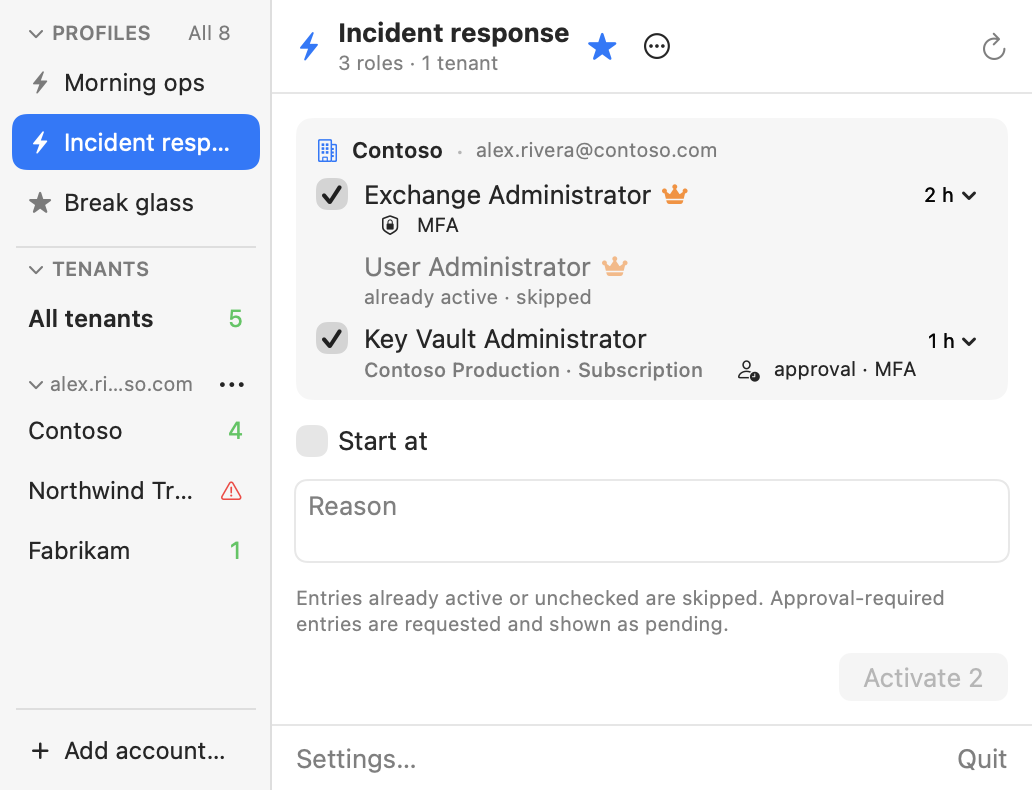 PROFILES All 8
Morning ops
Incident resp...
Break glass
TENANTS
All tenants 5
alex.ri...so.com
Contoso 4
Northwind Tr...
Fabrikam 1
+ Add account...
Incident response
3 roles · 1 tenant
Contoso · alex.rivera@contoso.com
Exchange Administrator 2 h
MFA
User Administrator
already active · skipped
Key Vault Administrator 1 h
Contoso Production · Subscription approval · MFA
Start at
Reason
Entries already active or unchecked are skipped. Approval-required
entries are requested and shown as pending.
Activate 2
Settings...
Quit